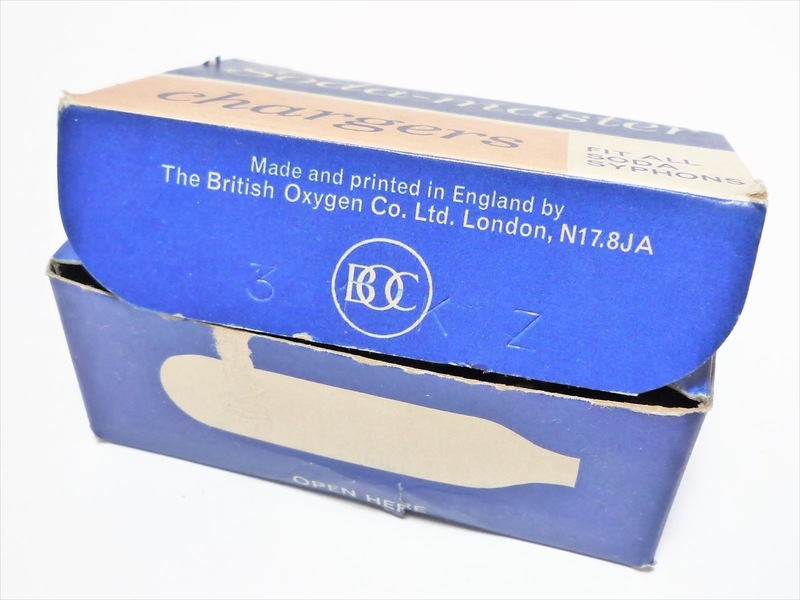 soda-master
chargers
FIT ALL
SODA
SYPHONS
Made and printed in England by
The British Oxygen Co. Ltd. London, N17.8JA
BOC
3 1 K Z
OPEN HERE